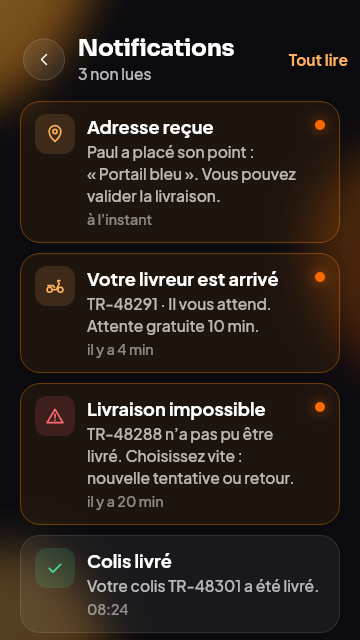 Notifications
3 non lues
Tout lire
Adresse reçue
Paul a placé son point :
« Portail bleu ». Vous pouvez
valider la livraison.
à l’instant
Votre livreur est arrivé
TR-48291 · Il vous attend.
Attente gratuite 10 min.
il y a 4 min
Livraison impossible
TR-48288 n’a pas pu être
livré. Choisissez vite :
nouvelle tentative ou retour.
il y a 20 min
Colis livré
Votre colis TR-48301 a été livré.
08:24